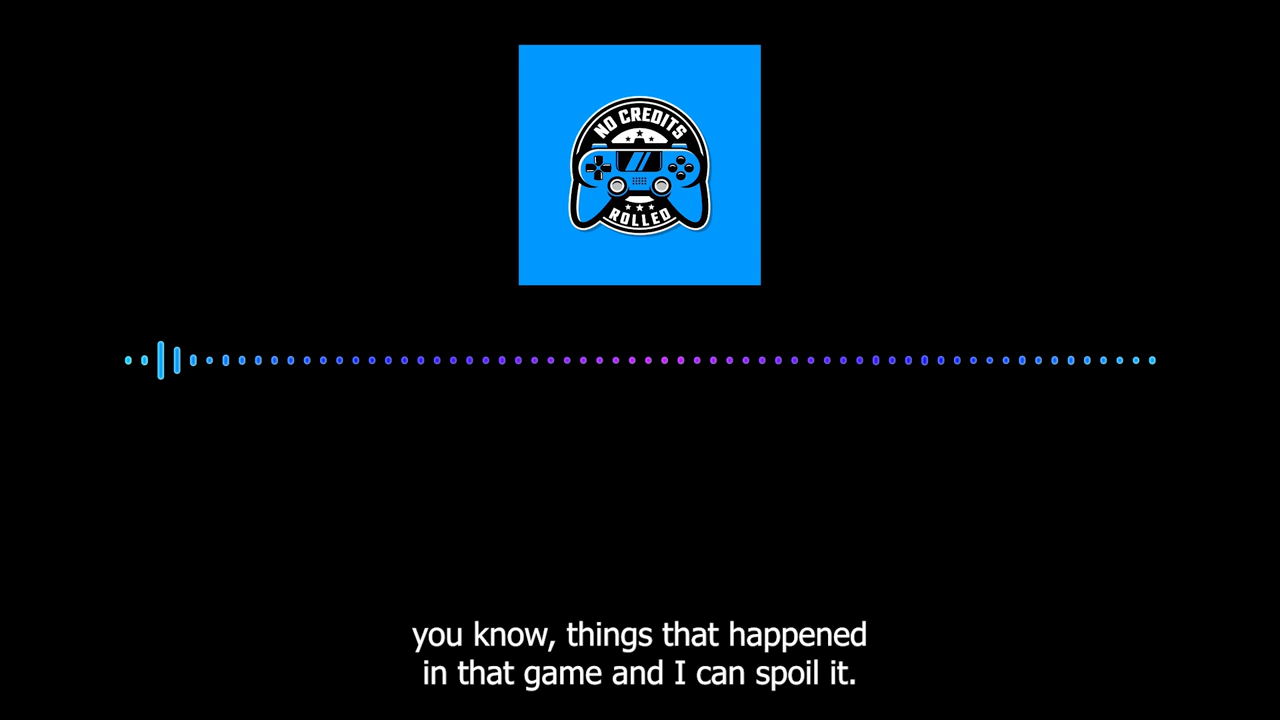 NO CREDITS
ROLLED
you know, things that happened
in that game and I can spoil it.